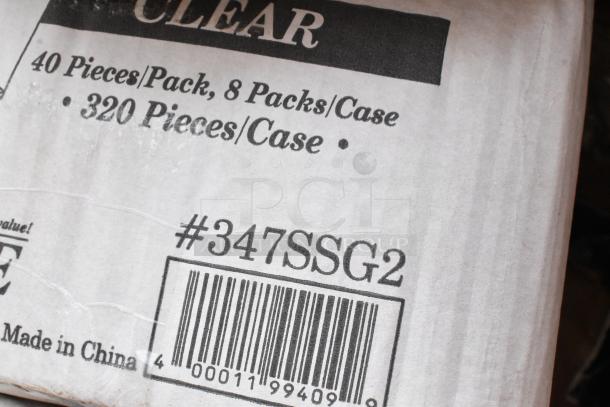 CLEAR
40 Pieces/Pack, 8 Packs/Case
• 320 Pieces/Case •
PCI
#347SSG2
value!
E
Made in China
4 00011 99409 9